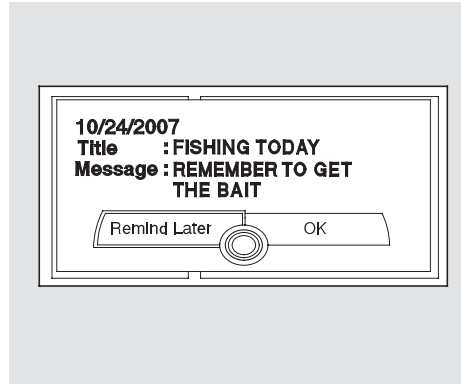 10/24/2007
Title : FISHING TODAY
Message : REMEMBER TO GET
THE BAIT
Remind Later OK